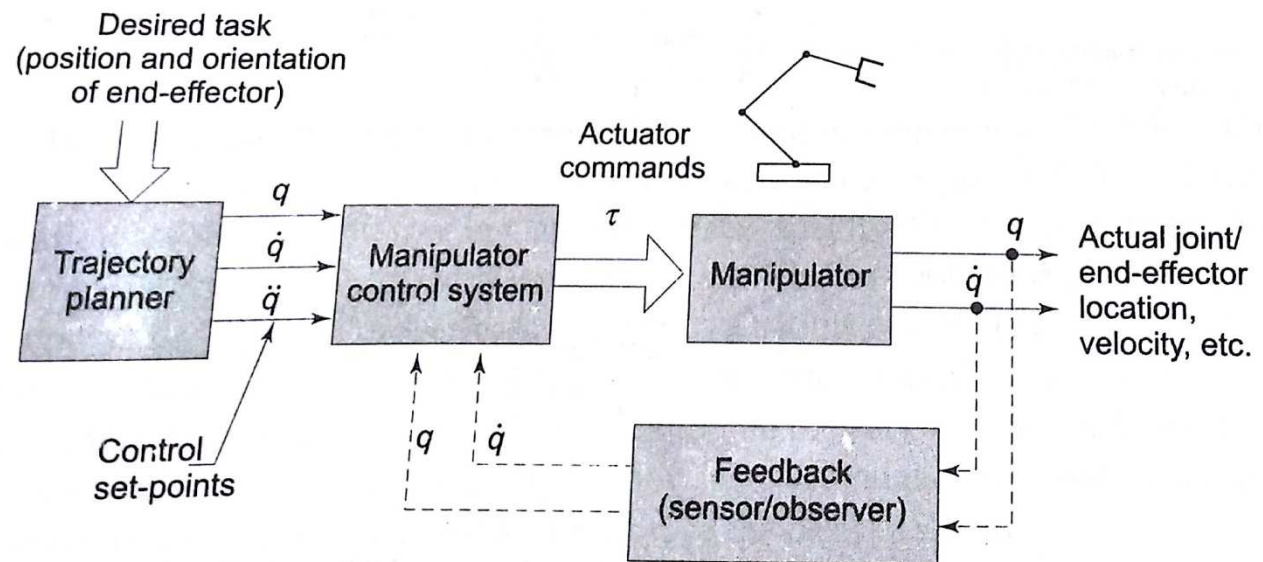 Desired task
(position and orientation
of end-effector)
Trajectory
planner
q
q̇
q̈
Control
set-points
Manipulator
control system
Actuator
commands
τ
Manipulator
q
q̇
Actual joint/
end-effector
location,
velocity, etc.
q
q̇
Feedback
(sensor/observer)